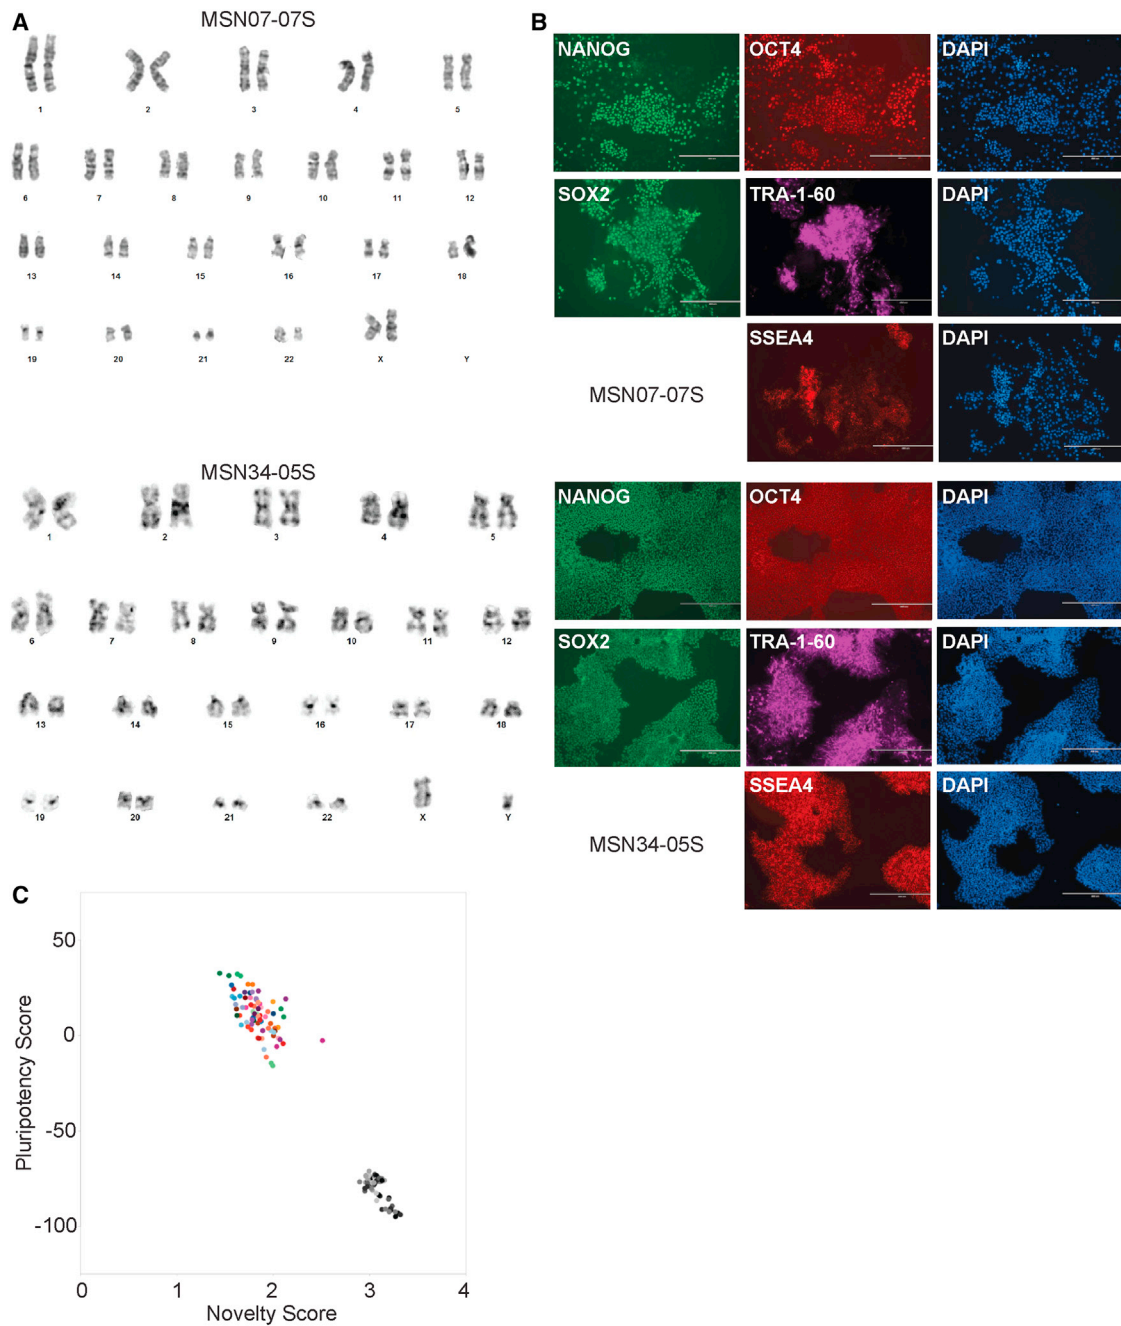 A
MSN07-07S
1 2 3 4 5
6 7 8 9 10 11 12
13 14 15 16 17 18
19 20 21 22 X Y
MSN34-05S
1 2 3 4 5
6 7 8 9 10 11 12
13 14 15 16 17 18
19 20 21 22 X Y
B
NANOG OCT4 DAPI
SOX2 TRA-1-60 DAPI
SSEA4 DAPI
MSN07-07S
NANOG OCT4 DAPI
SOX2 TRA-1-60 DAPI
SSEA4 DAPI
MSN34-05S
C
Pluripotency Score
50
0
-50
-100
0 1 2 3 4
Novelty Score